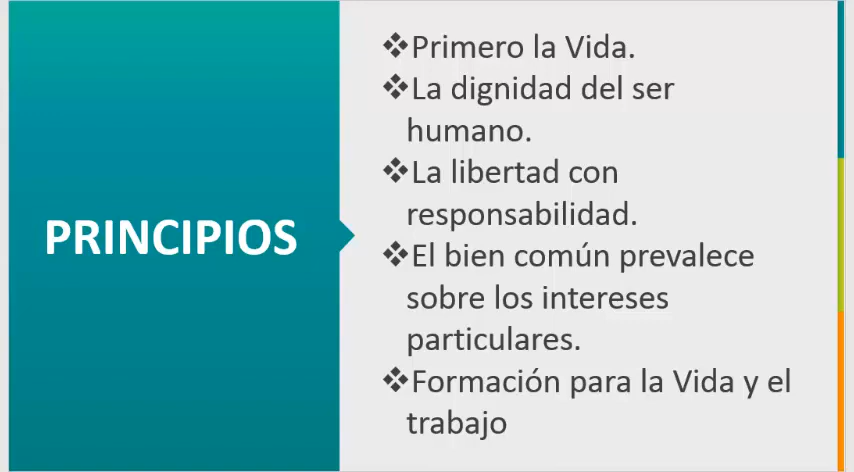 PRINCIPIOS
❖Primero la Vida.
❖La dignidad del ser
humano.
❖La libertad con
responsabilidad.
❖El bien común prevalece
sobre los intereses
particulares.
❖Formación para la Vida y el
trabajo